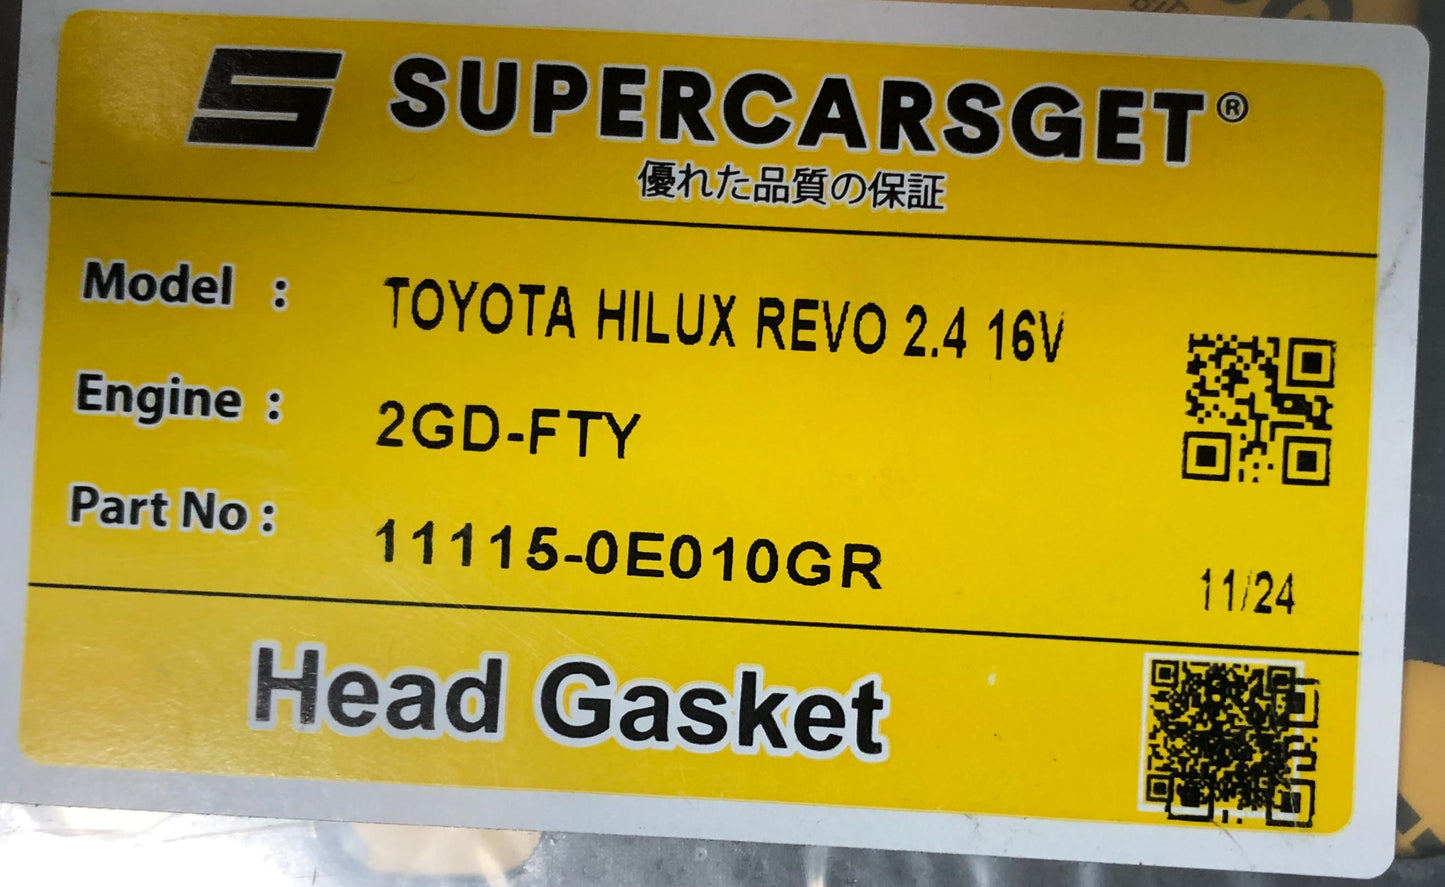 SUPERCARSGET®
優れた品質の保証
Model : TOYOTA HILUX REVO 2.4 16V
Engine : 2GD-FTY
Part No : 11115-0E010GR
11/24
Head Gasket